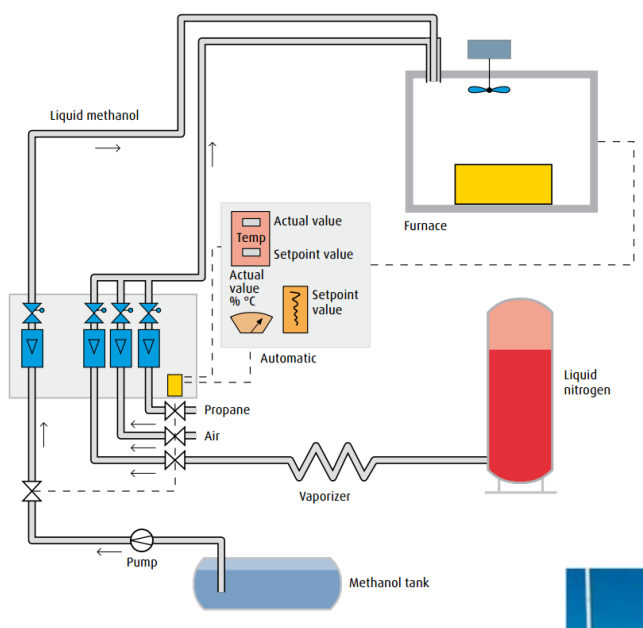 Liquid methanol
Furnace
Actual value
Temp
Setpoint value
Actual
value
% °C
Setpoint
value
Automatic
Liquid
nitrogen
Propane
Air
Vaporizer
Pump
Methanol tank